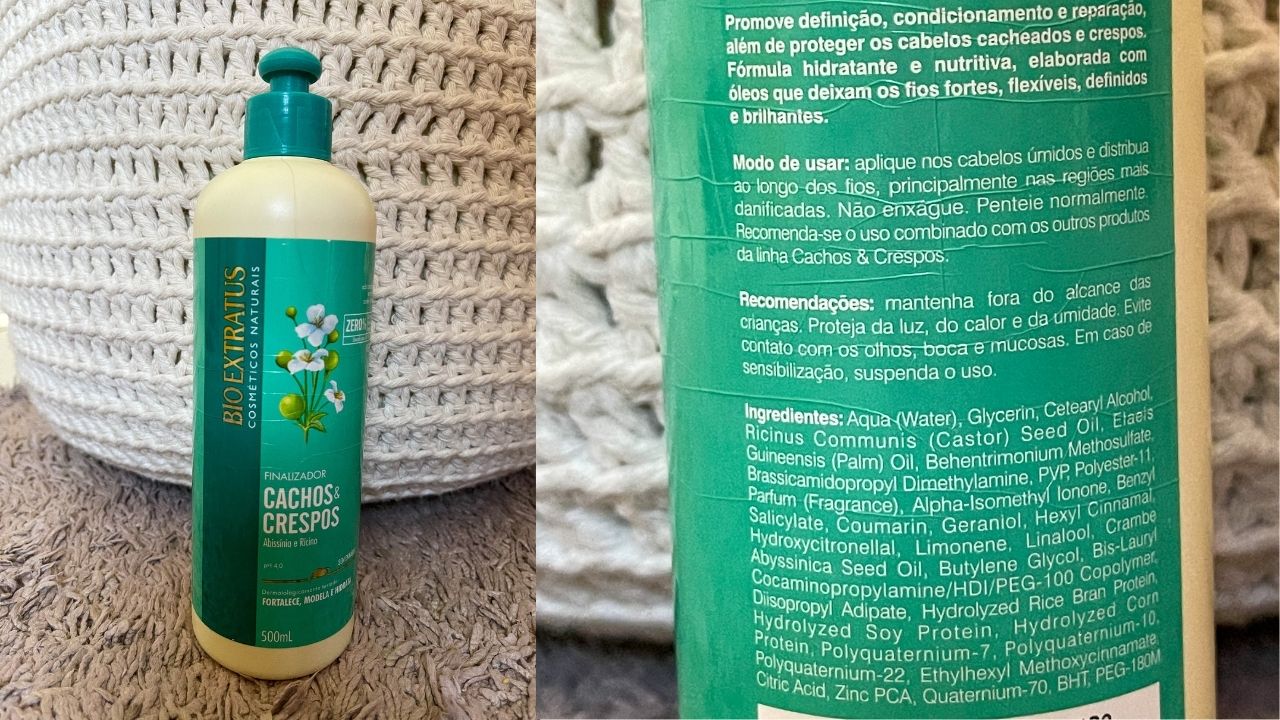 BIO EXTRATUS
COSMÉTICOS NATURAIS
ZERO%
FINALIZADOR
CACHOS &
CRESPOS
Abissínia e Rícino
pH 4,0
Dermatologicamente
FORTALECE, MODELA E
500mL
Promove definição, condicionamento e reparação,
além de proteger os cabelos cacheados e crespos.
Fórmula hidratante e nutritiva, elaborada com
óleos que deixam os fios fortes, flexíveis, definidos
e brilhantes.
Modo de usar: aplique nos cabelos úmidos e distribua
ao longo dos fios, principalmente nas regiões mais
danificadas. Não enxágue. Penteie normalmente.
Recomenda-se o uso combinado com os outros produtos
da linha Cachos & Crespos.
Recomendações: mantenha fora do alcance das
crianças. Proteja da luz, do calor e da umidade. Evite
contato com os olhos, boca e mucosas. Em caso de
sensibilização, suspenda o uso.
Ingredientes: Aqua (Water), Glycerin, Cetearyl Alcohol,
Ricinus Communis (Castor) Seed Oil, Elaeis
Guineensis (Palm) Oil, Behentrimonium Methosulfate,
Brassicamidopropyl Dimethylamine, PVP, Polyester-11,
Parfum (Fragrance), Alpha-Isomethyl Ionone, Benzyl
Salicylate, Coumarin, Geraniol, Hexyl Cinnamal,
Hydroxycitronellal, Limonene, Linalool, Crambe
Abyssinica Seed Oil, Butylene Glycol, Bis-Lauryl
Cocaminopropylamine/HDI/PEG-100 Copolymer,
Diisopropyl Adipate, Hydrolyzed Rice Bran Protein,
Hydrolyzed Soy Protein, Hydrolyzed Corn
Protein, Polyquaternium-7, Polyquaternium-10,
Polyquaternium-22, Ethylhexyl Methoxycinnamate,
Citric Acid, Zinc PCA, Quaternium-70, BHT, PEG-180M